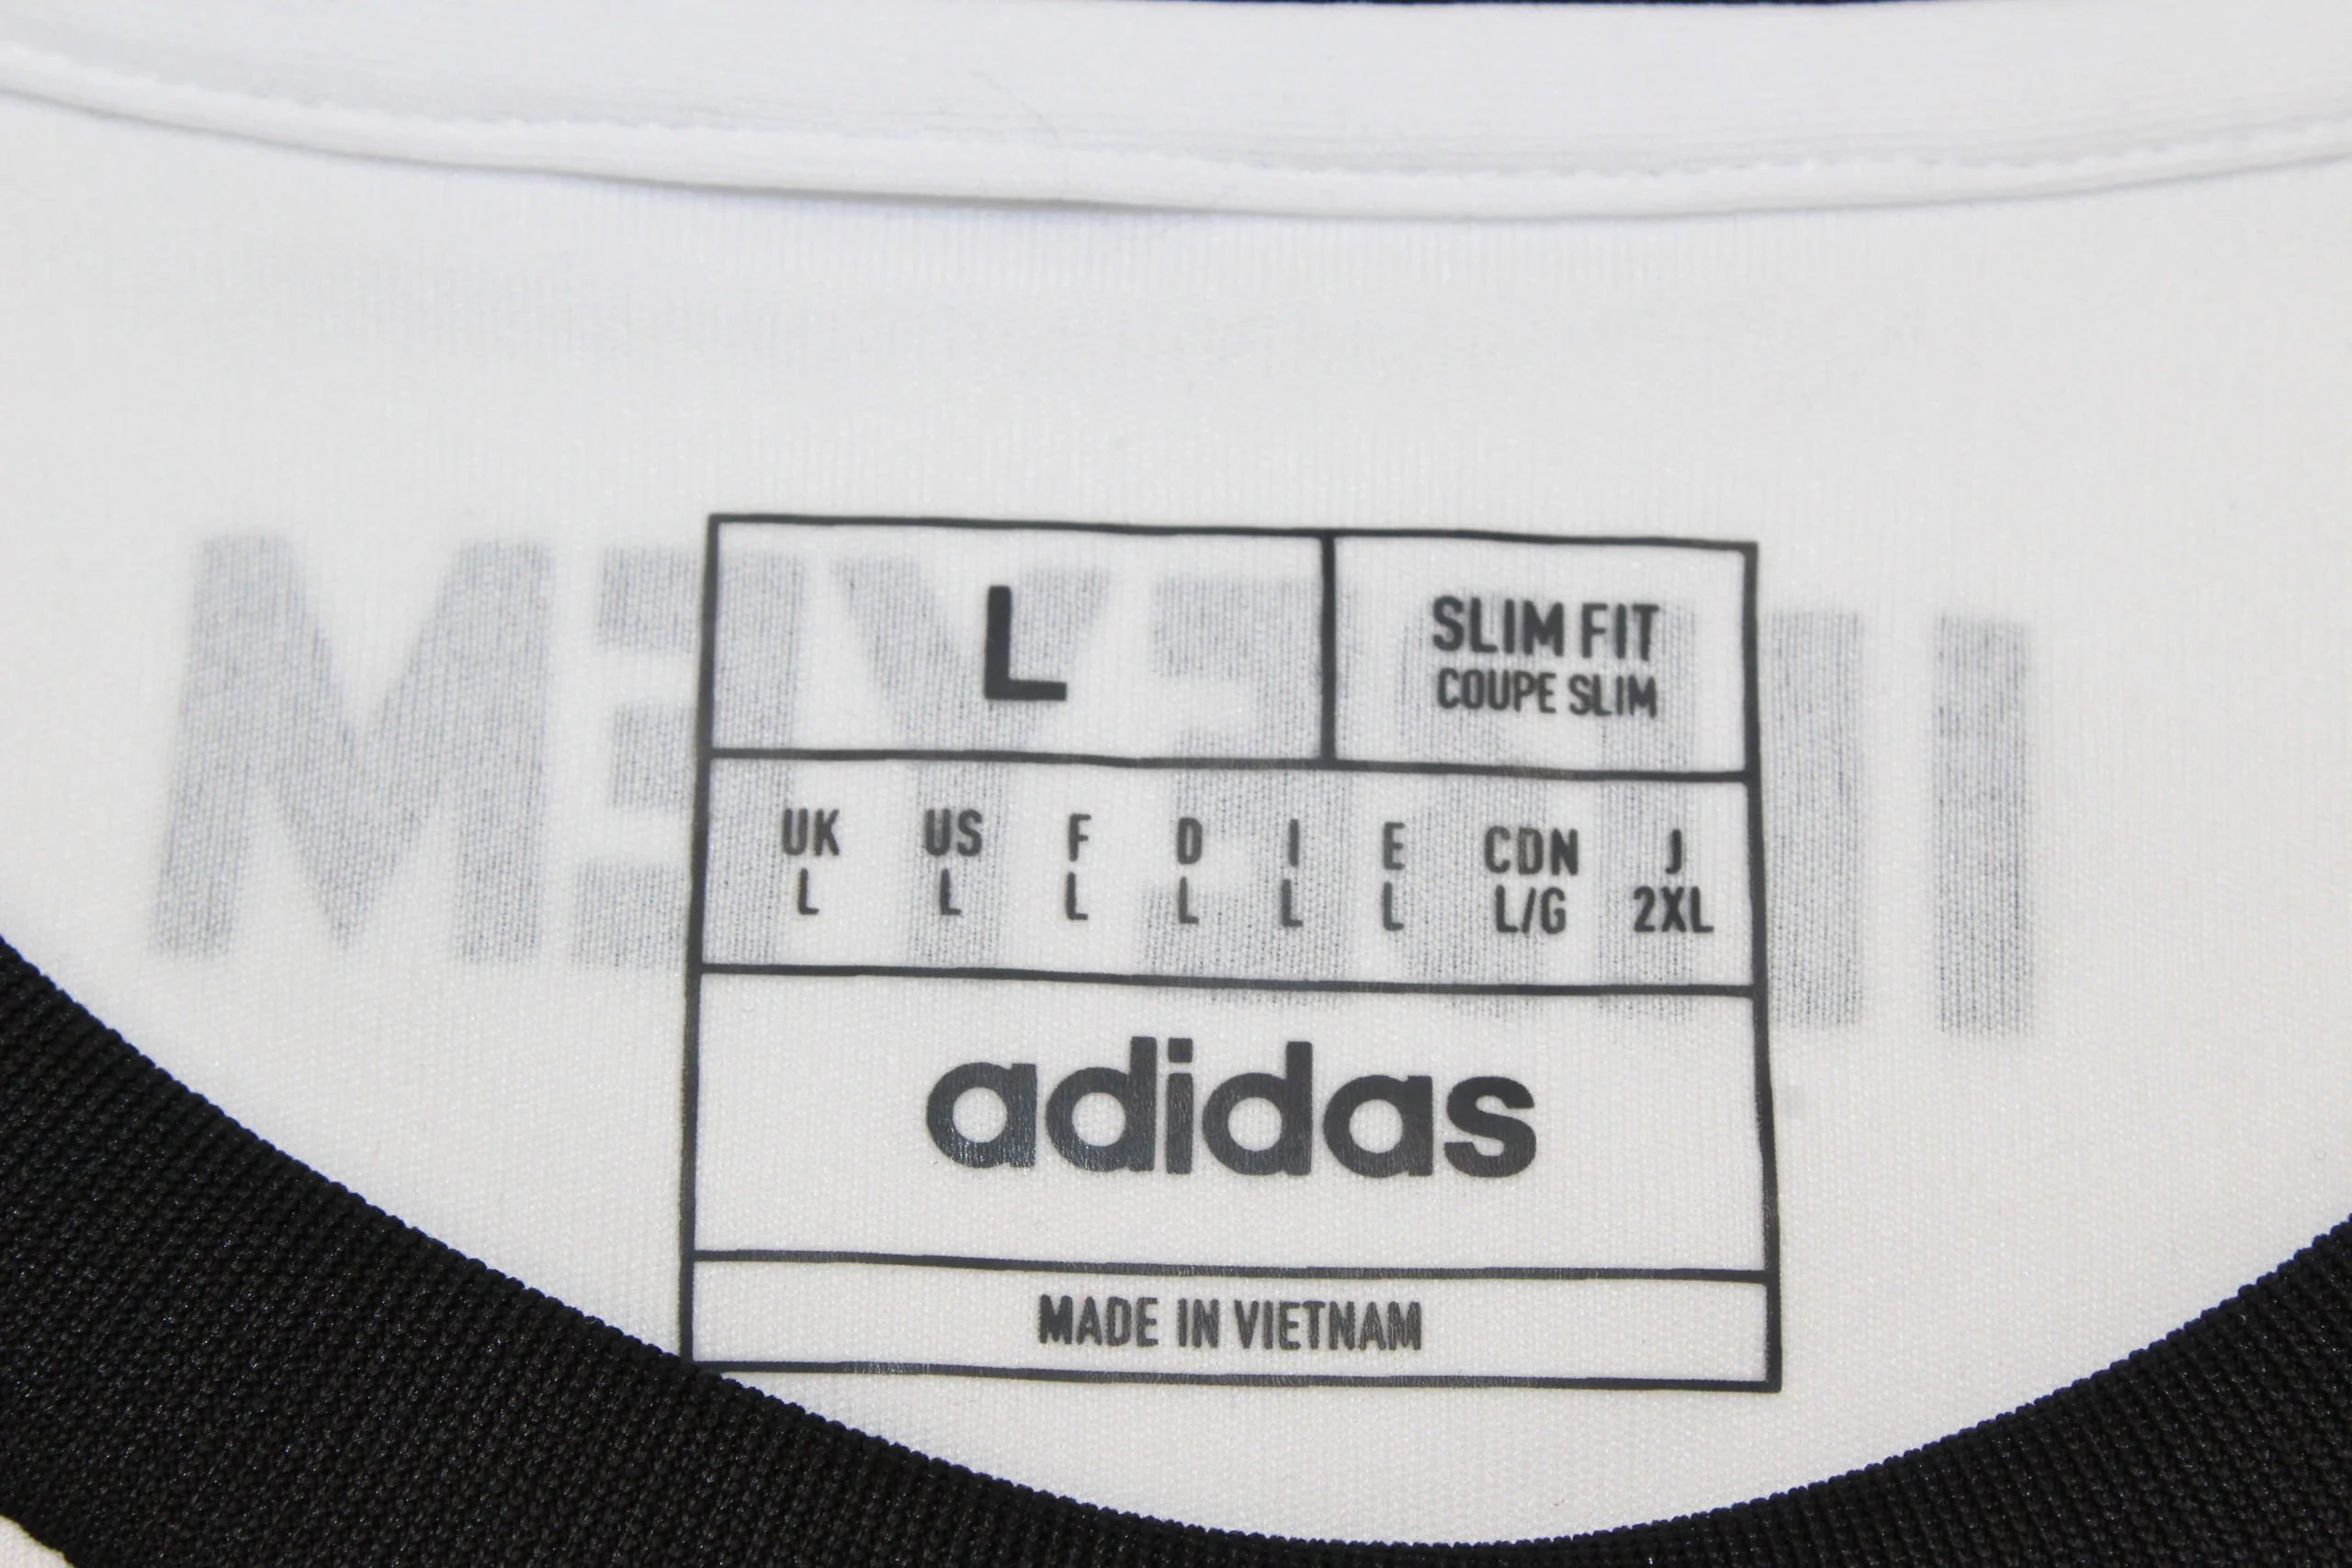 L
SLIM FIT
COUPE SLIM
UK US F D I E CDN J
L L L L L L L/G 2XL
adidas
MADE IN VIETNAM